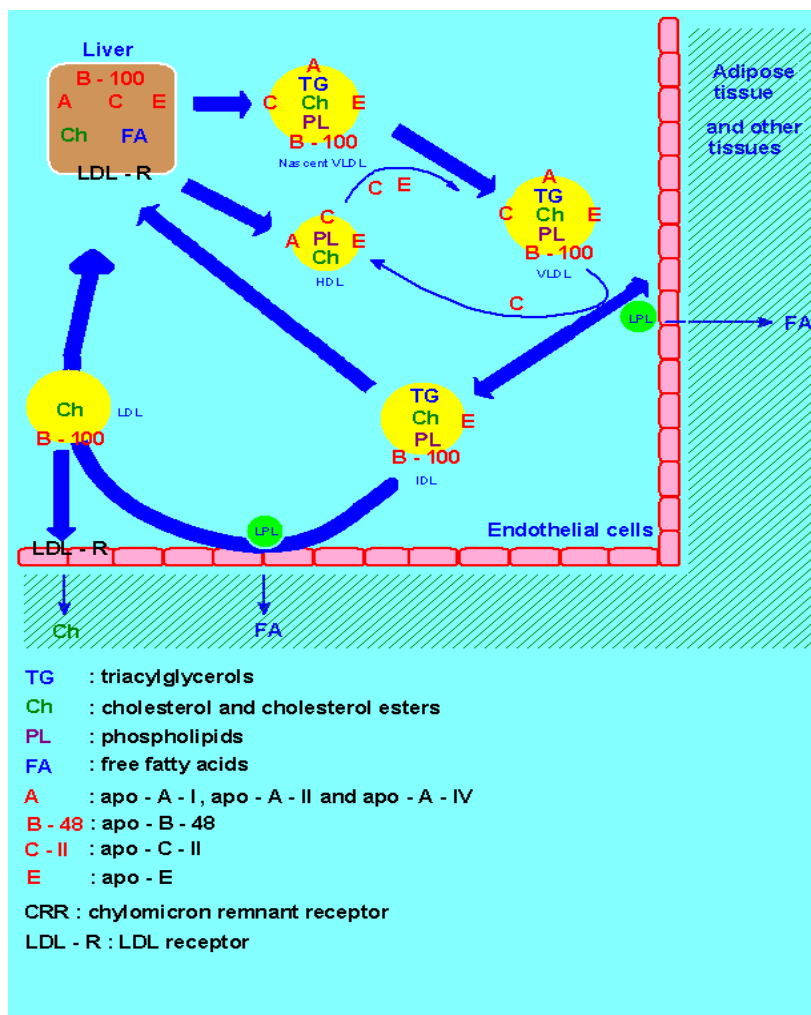 Liver
B - 100
A C E
Ch FA
LDL - R
A
TG
C Ch E
PL
B - 100
Nascent VLDL
Adipose
tissue
and other
tissues
C E
C
A PL E
Ch
HDL
A
TG
C Ch E
PL
B - 100
VLDL
C
LPL
FA
Ch
LDL
B - 100
TG
Ch E
PL
B - 100
IDL
LPL
Endothelial cells
LDL - R
Ch
FA
TG : triacylglycerols
Ch : cholesterol and cholesterol esters
PL : phospholipids
FA : free fatty acids
A : apo - A - I, apo - A - II and apo - A - IV
B - 48 : apo - B - 48
C - II : apo - C - II
E : apo - E
CRR : chylomicron remnant receptor
LDL - R : LDL receptor